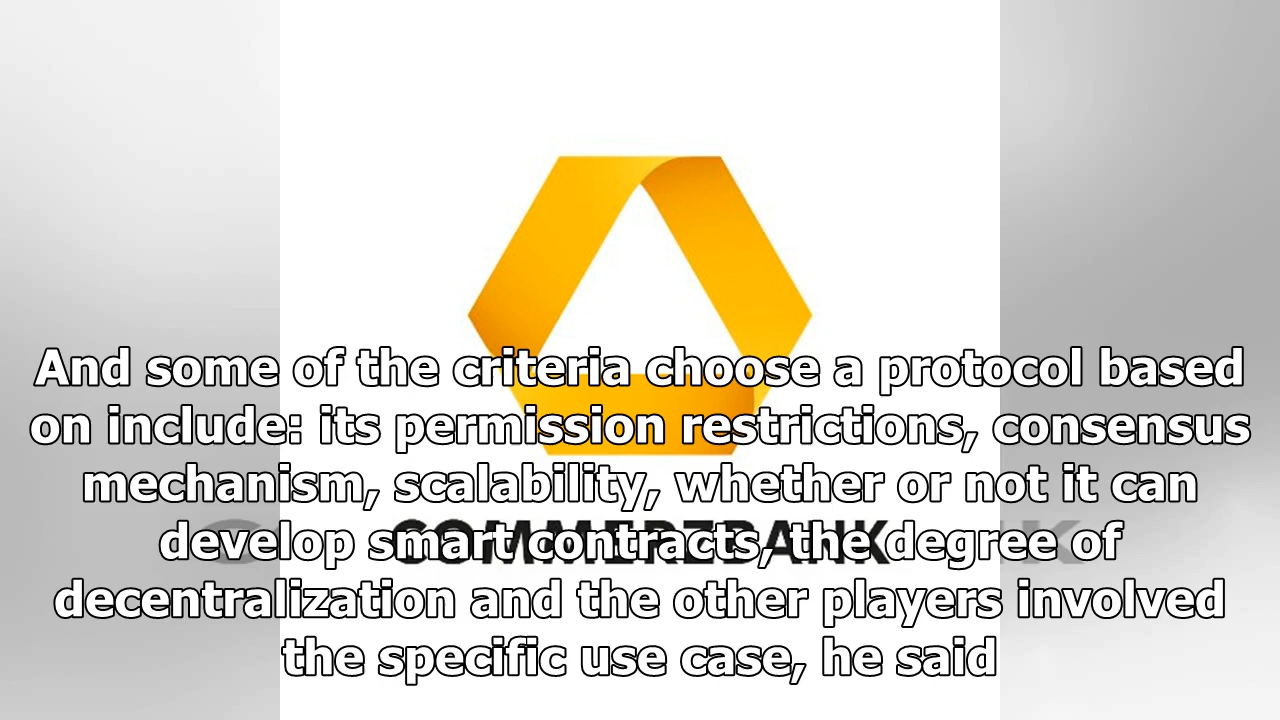 And some of the criteria choose a protocol based
on include: its permission restrictions, consensus
mechanism, scalability, whether or not it can
develop smart contracts, the degree of
decentralization and the other players involved
the specific use case, he said
COMMERZBANK